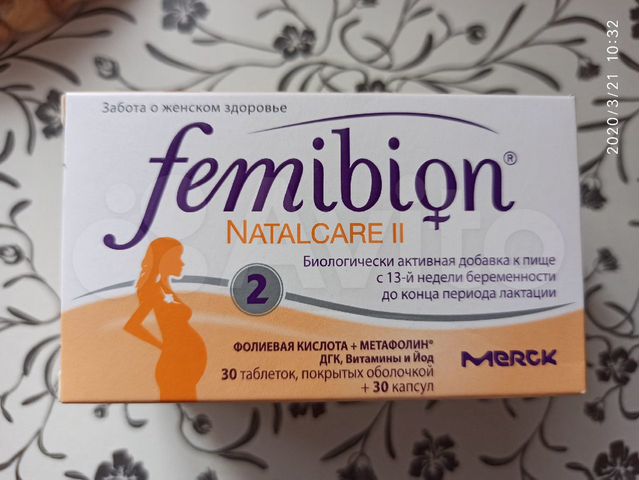 Забота о женском здоровье
femibion®
NATALCARE II
Биологически активная добавка к пище
с 13-й недели беременности
до конца периода лактации
2
ФОЛИЕВАЯ КИСЛОТА + МЕТАФОЛИН®
ДГК, Витамины и Йод
30 таблеток, покрытых оболочкой
+ 30 капсул
MERCK
2020/3/21 10:32
Avito